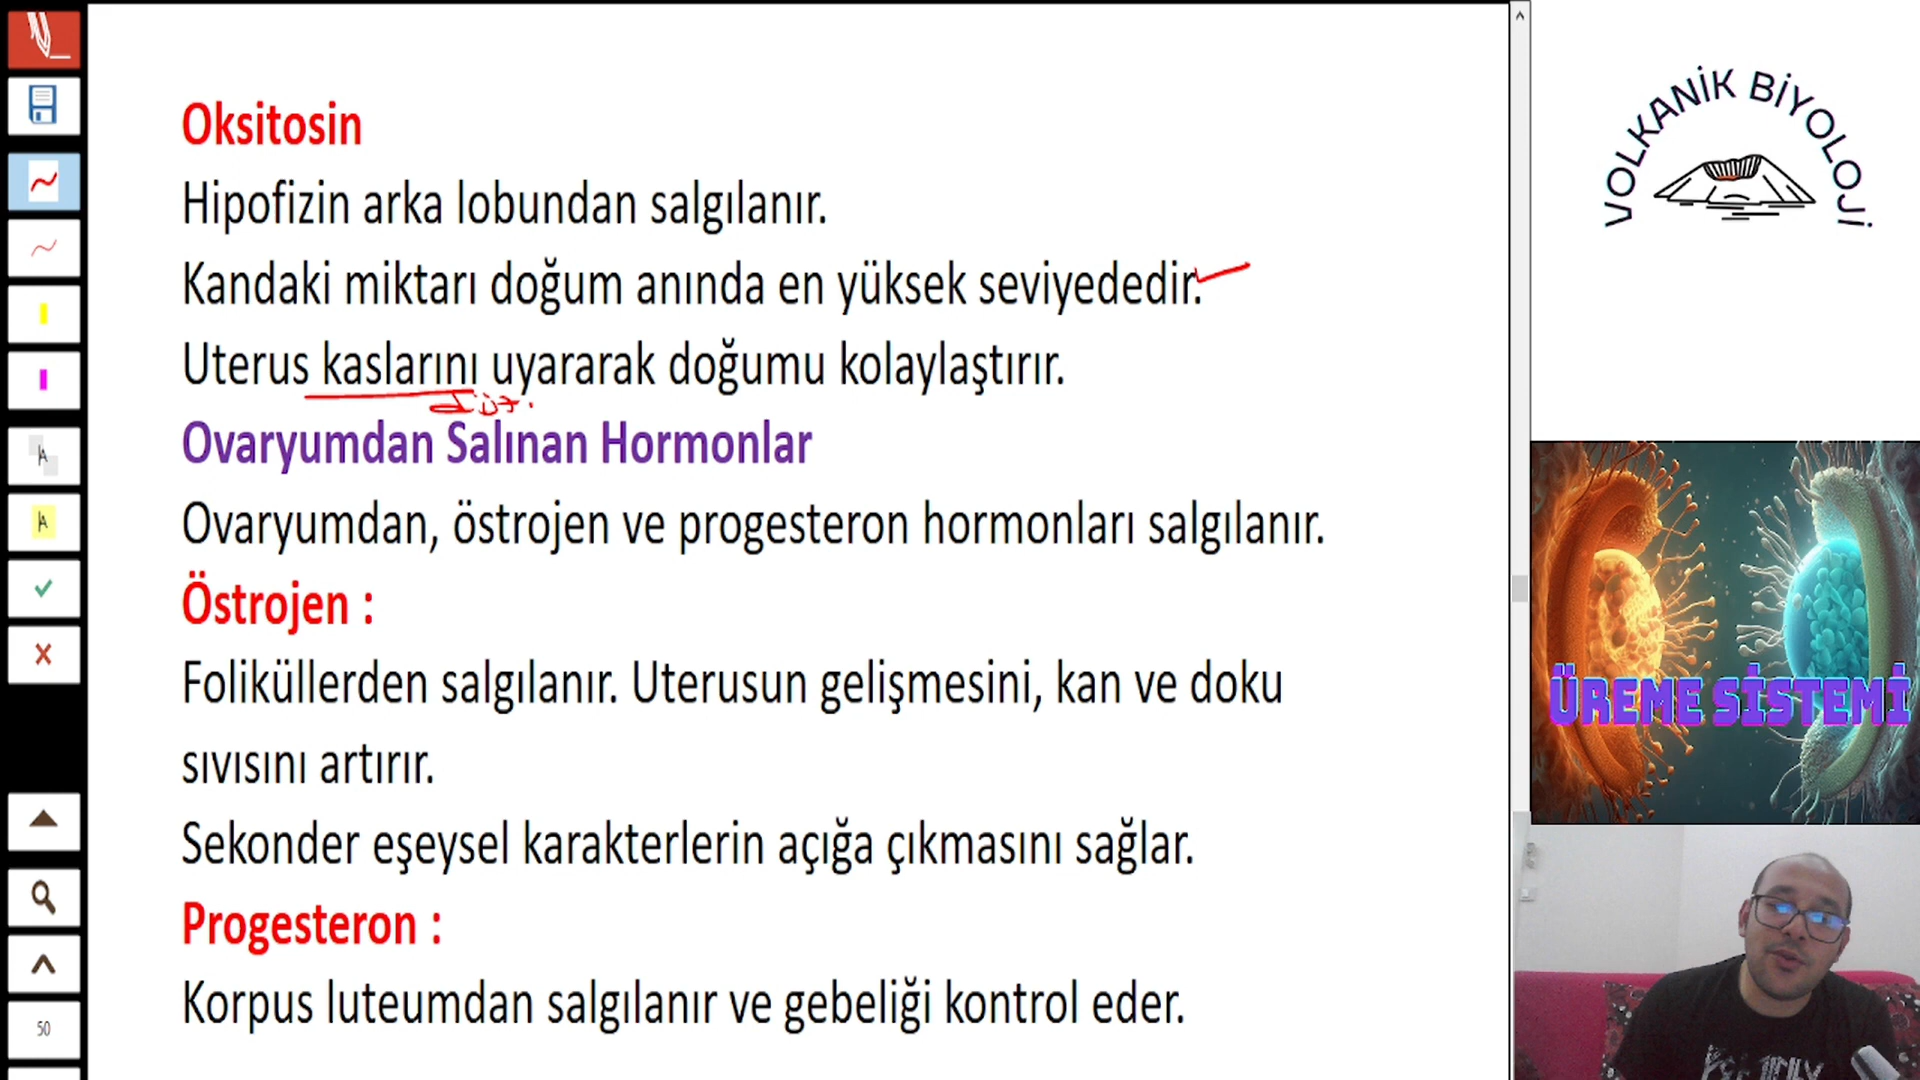 Oksitosin
Hipofizin arka lobundan salgılanır.
Kandaki miktarı doğum anında en yüksek seviyededir.
Uterus kaslarını uyararak doğumu kolaylaştırır.
düz.
Ovaryumdan Salınan Hormonlar
Ovaryumdan, östrojen ve progesteron hormonları salgılanır.
Östrojen :
Foliküllerden salgılanır. Uterusun gelişmesini, kan ve doku
sıvısını artırır.
Sekonder eşeysel karakterlerin açığa çıkmasını sağlar.
Progesteron :
Korpus luteumdan salgılanır ve gebeliği kontrol eder.
A
A
50
VOLKANİK BİYOLOJİ
ÜREME SİSTEMİ